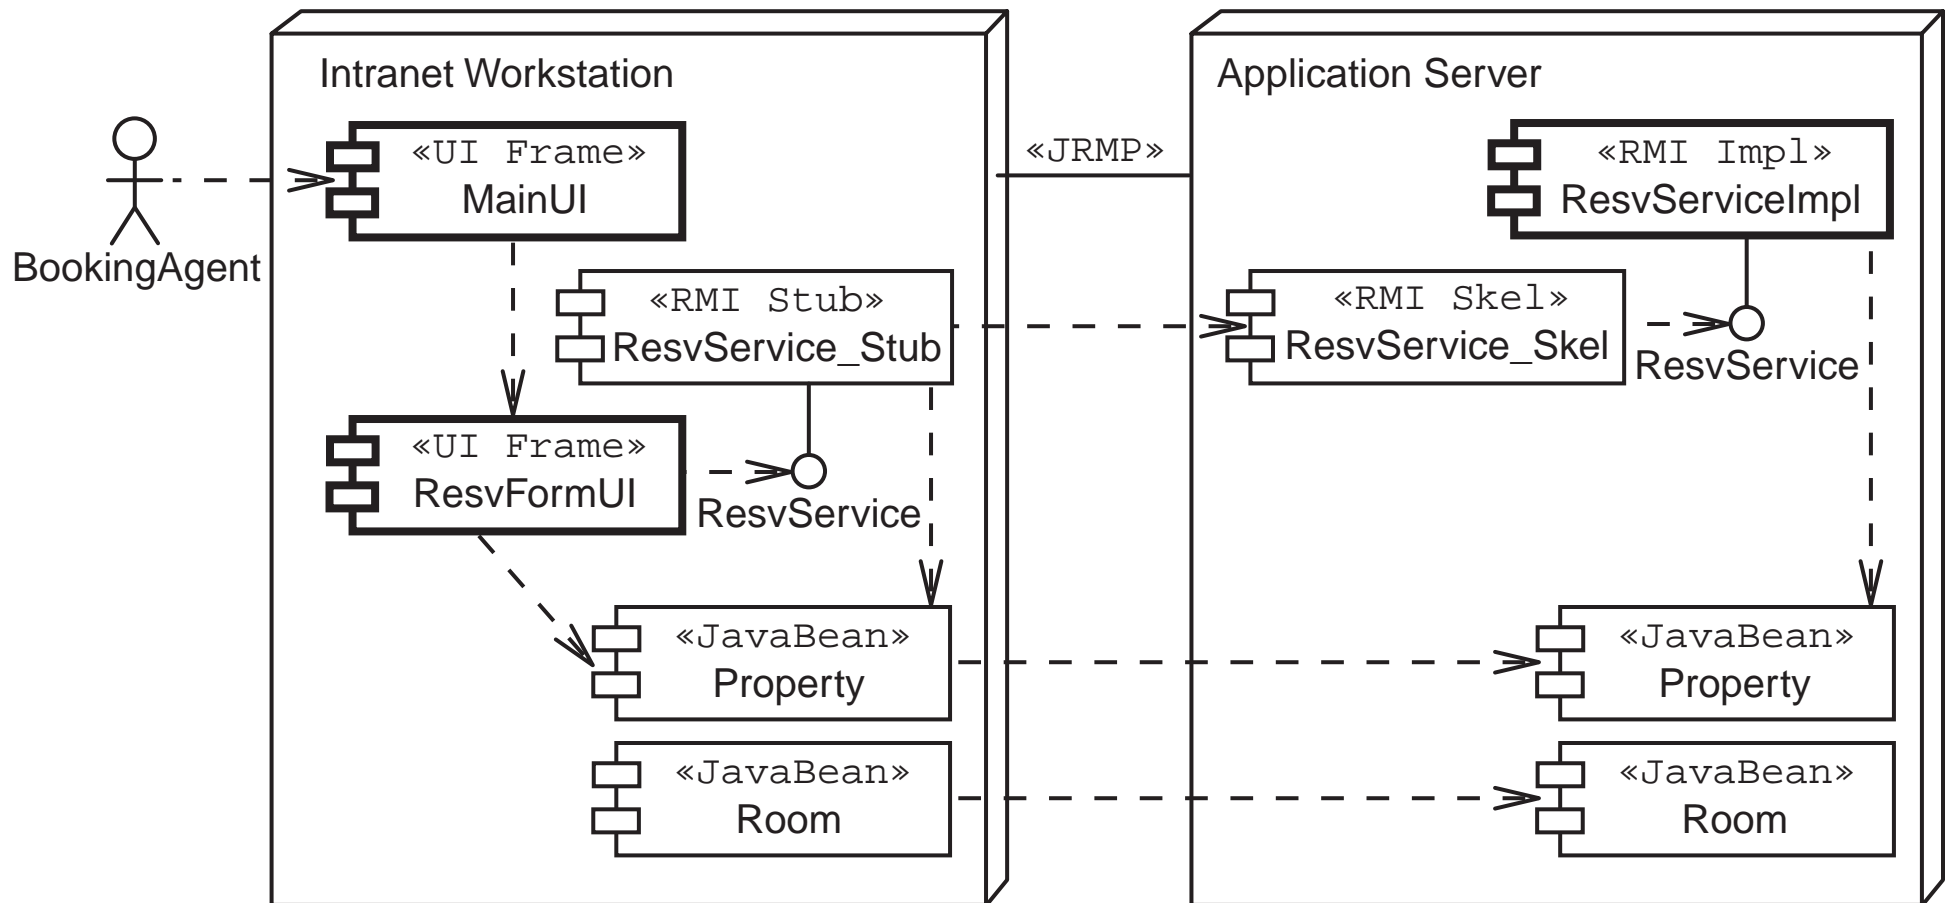 Intranet Workstation
Application Server
«UI Frame»
MainUI
«JRMP»
«RMI Impl»
ResvServiceImpl
BookingAgent
«RMI Stub»
ResvService_Stub
«RMI Skel»
ResvService_Skel
ResvService
«UI Frame»
ResvFormUI
ResvService
«JavaBean»
Property
«JavaBean»
Property
«JavaBean»
Room
«JavaBean»
Room